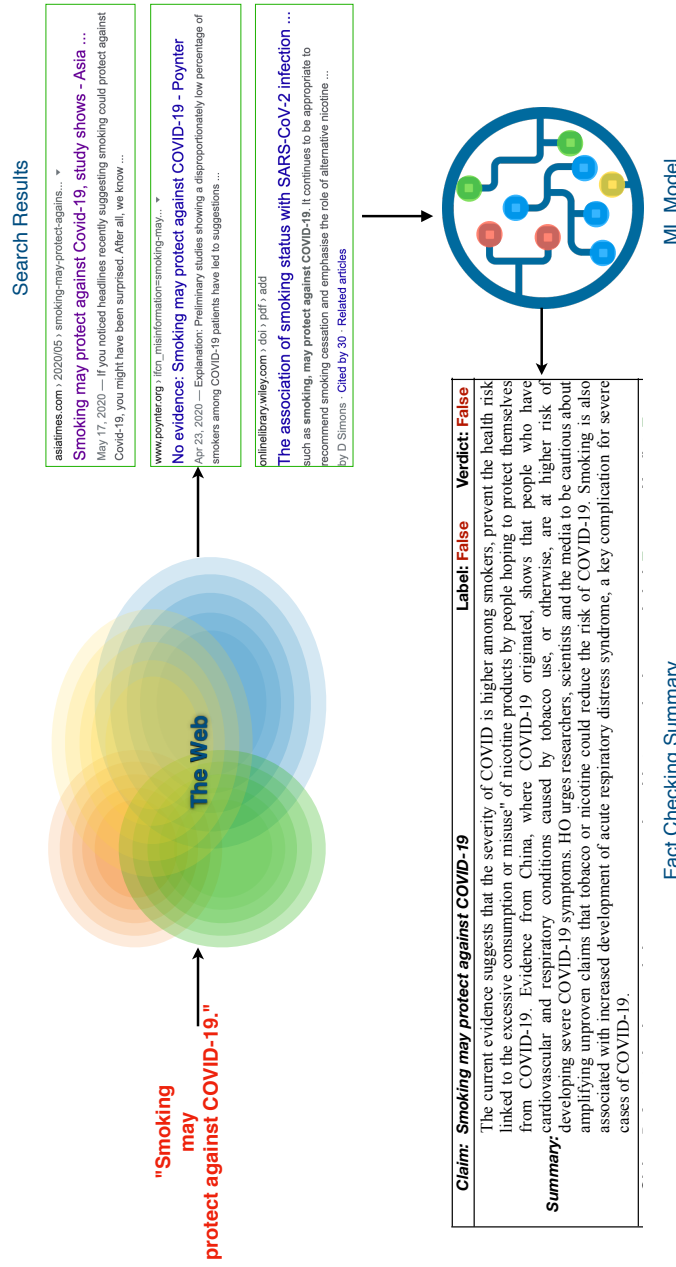 "Smoking
may
protect against COVID-19."
The Web
Search Results
asiatimes.com › 2020/05 › smoking-may-protect-agains... ▼
Smoking may protect against Covid-19, study shows - Asia ...
May 17, 2020 — If you noticed headlines recently suggesting smoking could protect against
Covid-19, you might have been surprised. After all, we know ...
www.poynter.org › ifcn_misinformation=smoking-may... ▼
No evidence: Smoking may protect against COVID-19 - Poynter
Apr 23, 2020 — Explanation: Preliminary studies showing a disproportionately low percentage of
smokers among COVID-19 patients have led to suggestions ...
onlinelibrary.wiley.com › doi › pdf › add
The association of smoking status with SARS-CoV-2 infection ...
such as smoking, may protect against COVID-19. It continues to be appropriate to
recommend smoking cessation and emphasise the role of alternative nicotine ...
by D Simons · Cited by 30 · Related articles
ML Model
Claim: Smoking may protect against COVID-19 Label: False Verdict: False
The current evidence suggests that the severity of COVID is higher among smokers, prevent the health risk
linked to the excessive consumption or misuse" of nicotine products by people hoping to protect themselves
from COVID-19. Evidence from China, where COVID-19 originated, shows that people who have
Summary: cardiovascular and respiratory conditions caused by tobacco use, or otherwise, are at higher risk of
developing severe COVID-19 symptoms. HO urges researchers, scientists and the media to be cautious about
amplifying unproven claims that tobacco or nicotine could reduce the risk of COVID-19. Smoking is also
associated with increased development of acute respiratory distress syndrome, a key complication for severe
cases of COVID-19.
Fact Checking Summary